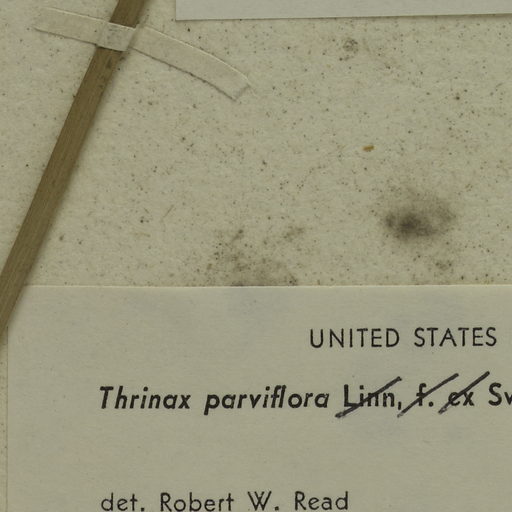 UNITED STATES
Thrinax parviflora Linn, f. ex
det. Robert W. Read